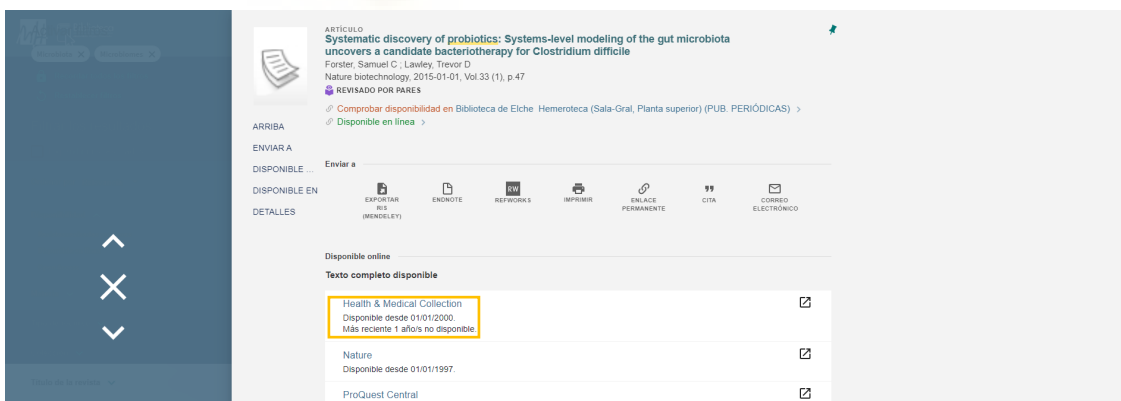 ARTÍCULO
Systematic discovery of probiotics: Systems-level modeling of the gut microbiota
uncovers a candidate bacteriotherapy for Clostridium difficile
Forster, Samuel C ; Lawley, Trevor D
Nature biotechnology, 2015-01-01, Vol.33 (1), p.47
REVISADO POR PARES
Comprobar disponibilidad en Biblioteca de Elche Hemeroteca (Sala-Gral, Planta superior) (PUB. PERIÓDICAS) >
Disponible en línea >
ARRIBA
ENVIAR A
DISPONIBLE ...
DISPONIBLE EN
DETALLES
Enviar a
EXPORTAR
RIS
(MENDELEY)
ENDNOTE
RW
REFWORKS
IMPRIMIR
ENLACE
PERMANENTE
CITA
CORREO
ELECTRÓNICO
Disponible online
Texto completo disponible
Health & Medical Collection
Disponible desde 01/01/2000.
Más reciente 1 año/s no disponible.
Nature
Disponible desde 01/01/1997.
ProQuest Central